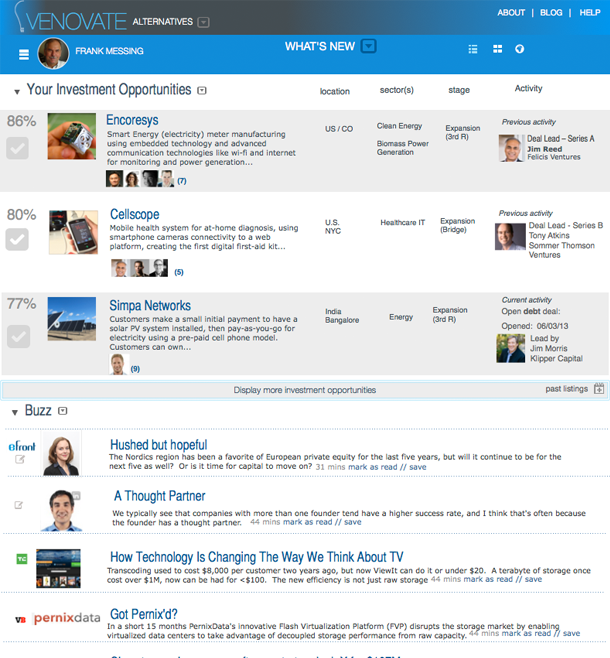 VENOVATE ALTERNATIVES
ABOUT | BLOG | HELP
FRANK MESSING
WHAT'S NEW
Your Investment Opportunities
location
sector(s)
stage
Activity
86%
Encoresys
Smart Energy (electricity) meter manufacturing
using embedded technology and advanced
communication technologies like wi-fi and internet
for monitoring and power generation...
(7)
US / CO
Clean Energy
Biomass Power
Generation
Expansion
(3rd R)
Previous activity
Deal Lead – Series A
Jim Reed
Felicis Ventures
80%
Cellscope
Mobile health system for at-home diagnosis, using
smartphone cameras connectivity to a web
platform, creating the first digital first-aid kit...
(5)
U.S.
NYC
Healthcare IT
Expansion
(Bridge)
Previous activity
Deal Lead - Series B
Tony Atkins
Sommer Thomson
Ventures
77%
Simpa Networks
Customers make a small initial payment to have a
solar PV system installed, then pay-as-you-go for
electricity using a pre-paid cell phone model.
Customers can own...
(9)
India
Bangalore
Energy
Expansion
(3rd R)
Current activity
Open debt deal:
Opened: 06/03/13
Lead by
Jim Morris
Klipper Capital
Display more investment opportunities
past listings
Buzz
efront
Hushed but hopeful
The Nordics region has been a favorite of European private equity for the last five years, but will it continue to be for the
next five as well? Or is it time for capital to move on? 31 mins mark as read // save
in
A Thought Partner
We typically see that companies with more than one founder tend have a higher success rate, and I think that's often because
the founder has a thought partner. 44 mins mark as read // save
How Technology Is Changing The Way We Think About TV
Transcoding used to cost $8,000 per customer two years ago, but now ViewIt can do it or under $20. A terabyte of storage once
cost over $1M, now can be had for <$100. The new efficiency is not just raw storage 44 mins mark as read // save
VB pernixdata
Got Pernix'd?
In a short 15 months PernixData's innovative Flash Virtualization Platform (FVP) disrupts the storage market by enabling
virtualized data centers to take advantage of decoupled storage performance from raw capacity. 44 mins mark as read // save